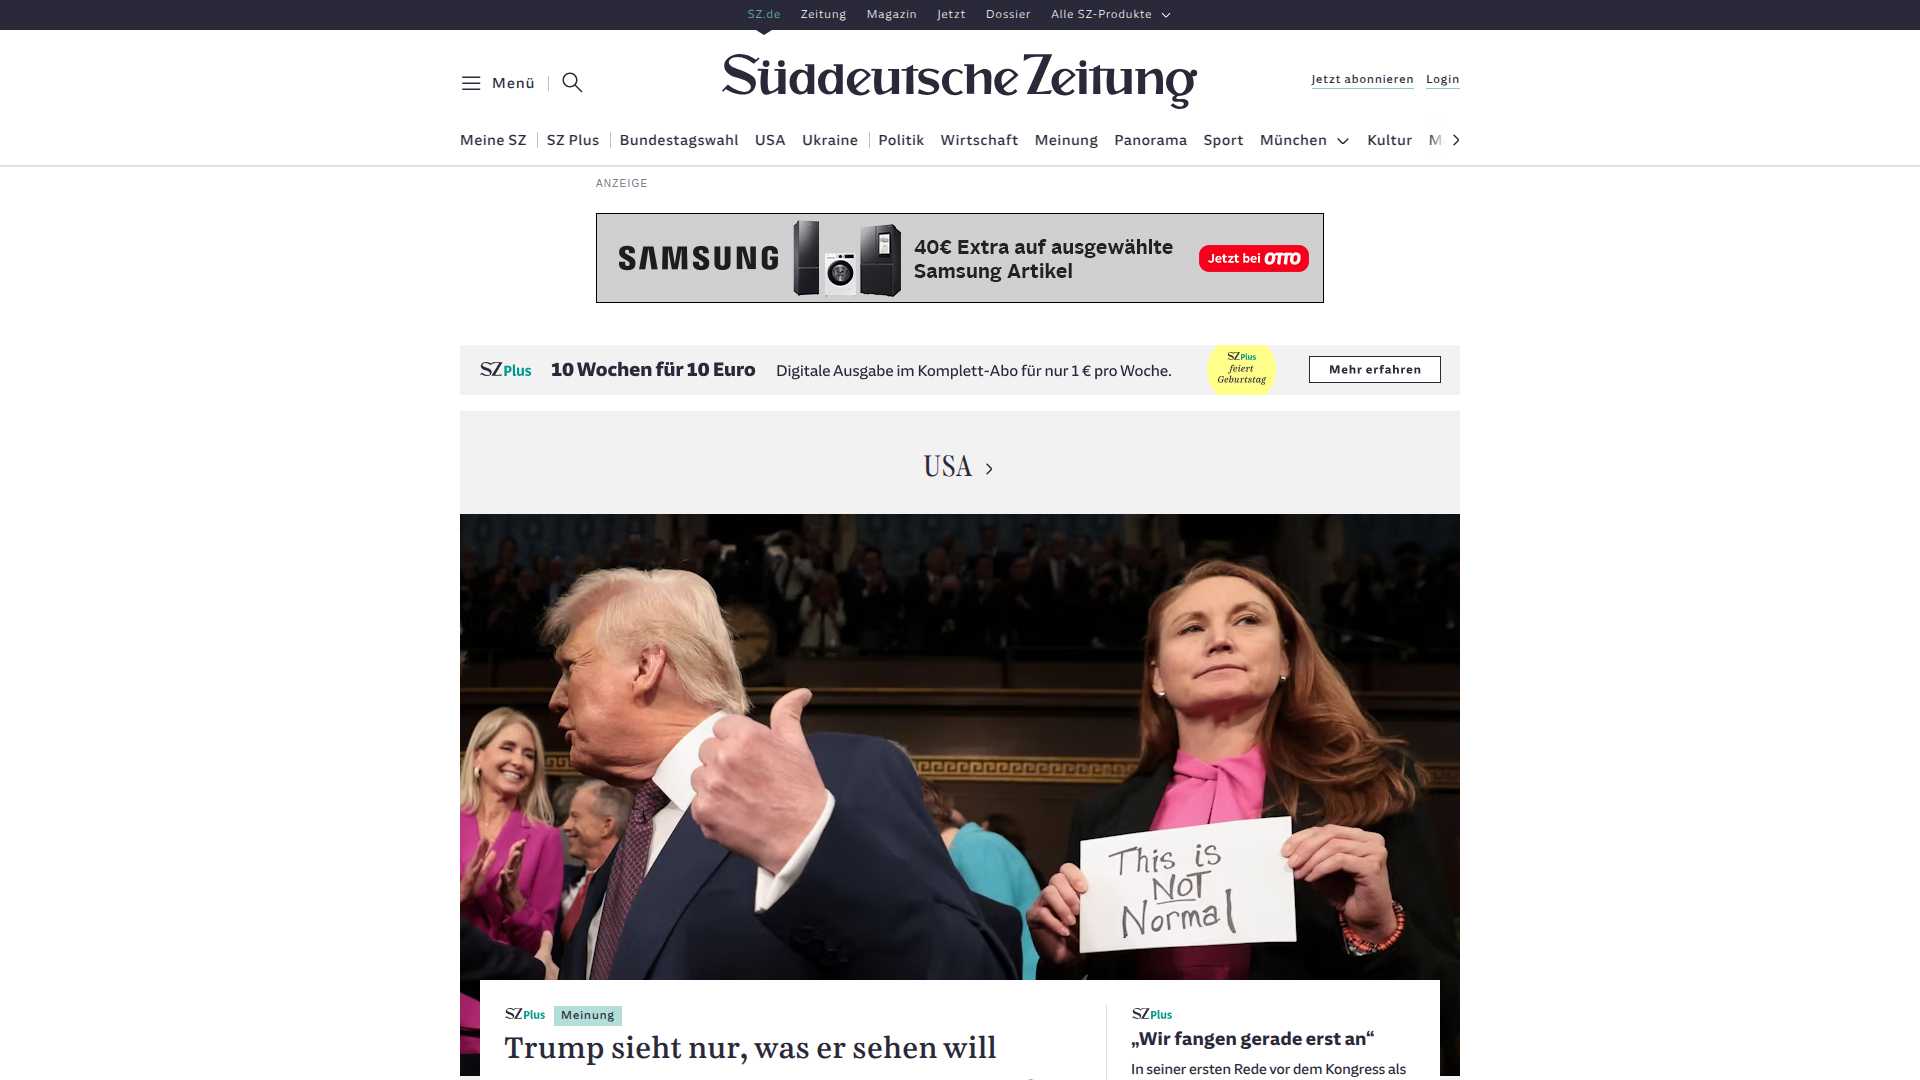 SZ.de Zeitung Magazin Jetzt Dossier Alle SZ-Produkte
Menü
Süddeutsche Zeitung
Jetzt abonnieren Login
Meine SZ SZ Plus Bundestagswahl USA Ukraine Politik Wirtschaft Meinung Panorama Sport München Kultur M
ANZEIGE
SAMSUNG
40€ Extra auf ausgewählte
Samsung Artikel
Jetzt bei OTTO
SZ Plus 10 Wochen für 10 Euro Digitale Ausgabe im Komplett-Abo für nur 1 € pro Woche.
SZ Plus
feiert
Geburtstag
Mehr erfahren
USA
This is
NOT
Normal
SZ Plus Meinung
Trump sieht nur, was er sehen will
SZ Plus
„Wir fangen gerade erst an“
In seiner ersten Rede vor dem Kongress als